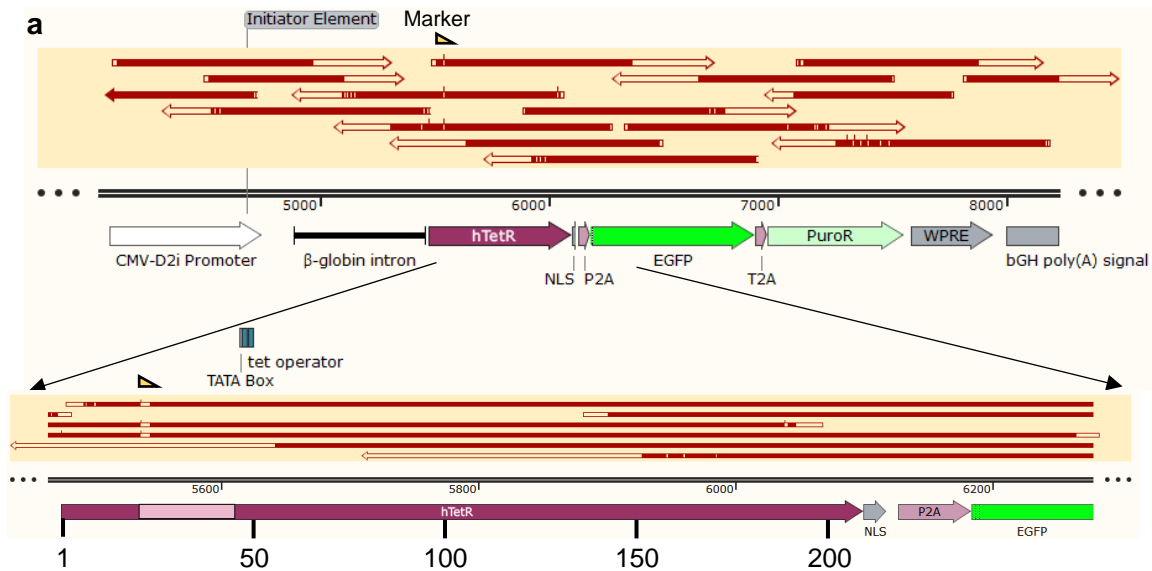 a
Initiator Element
Marker
5000 6000 7000 8000
hTetR PuroR WPRE
CMV-D2i Promoter β-globin intron EGFP bGH poly(A) signal
NLS P2A T2A
tet operator
TATA Box
5600 5800 6000 6200
hTetR P2A
NLS EGFP
1 50 100 150 200